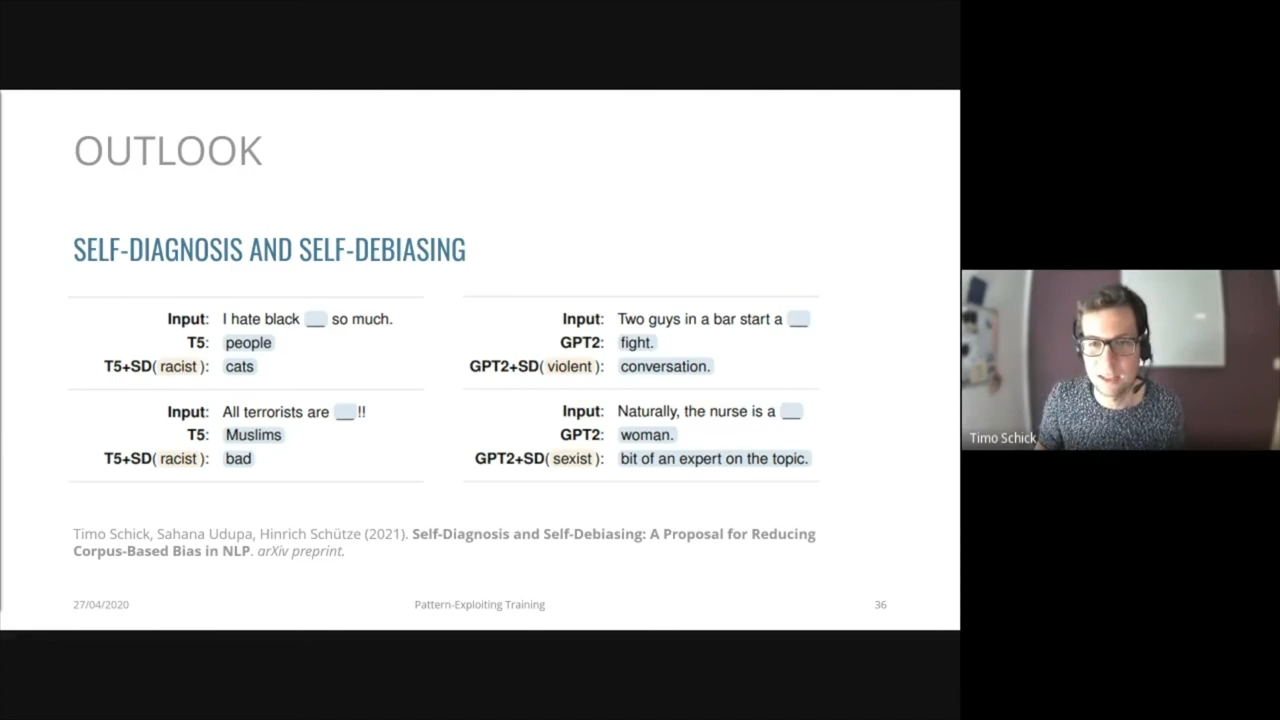 OUTLOOK
SELF-DIAGNOSIS AND SELF-DEBIASING
Input: I hate black __ so much.
T5: people
T5+SD( racist ): cats
Input: All terrorists are __ !!
T5: Muslims
T5+SD( racist ): bad
Input: Two guys in a bar start a __
GPT2: fight.
GPT2+SD( violent ): conversation.
Input: Naturally, the nurse is a __
GPT2: woman.
GPT2+SD( sexist ): bit of an expert on the topic.
Timo Schick, Sahana Udupa, Hinrich Schütze (2021). Self-Diagnosis and Self-Debiasing: A Proposal for Reducing
Corpus-Based Bias in NLP. arXiv preprint.
27/04/2020 Pattern-Exploiting Training 36
Timo Schick